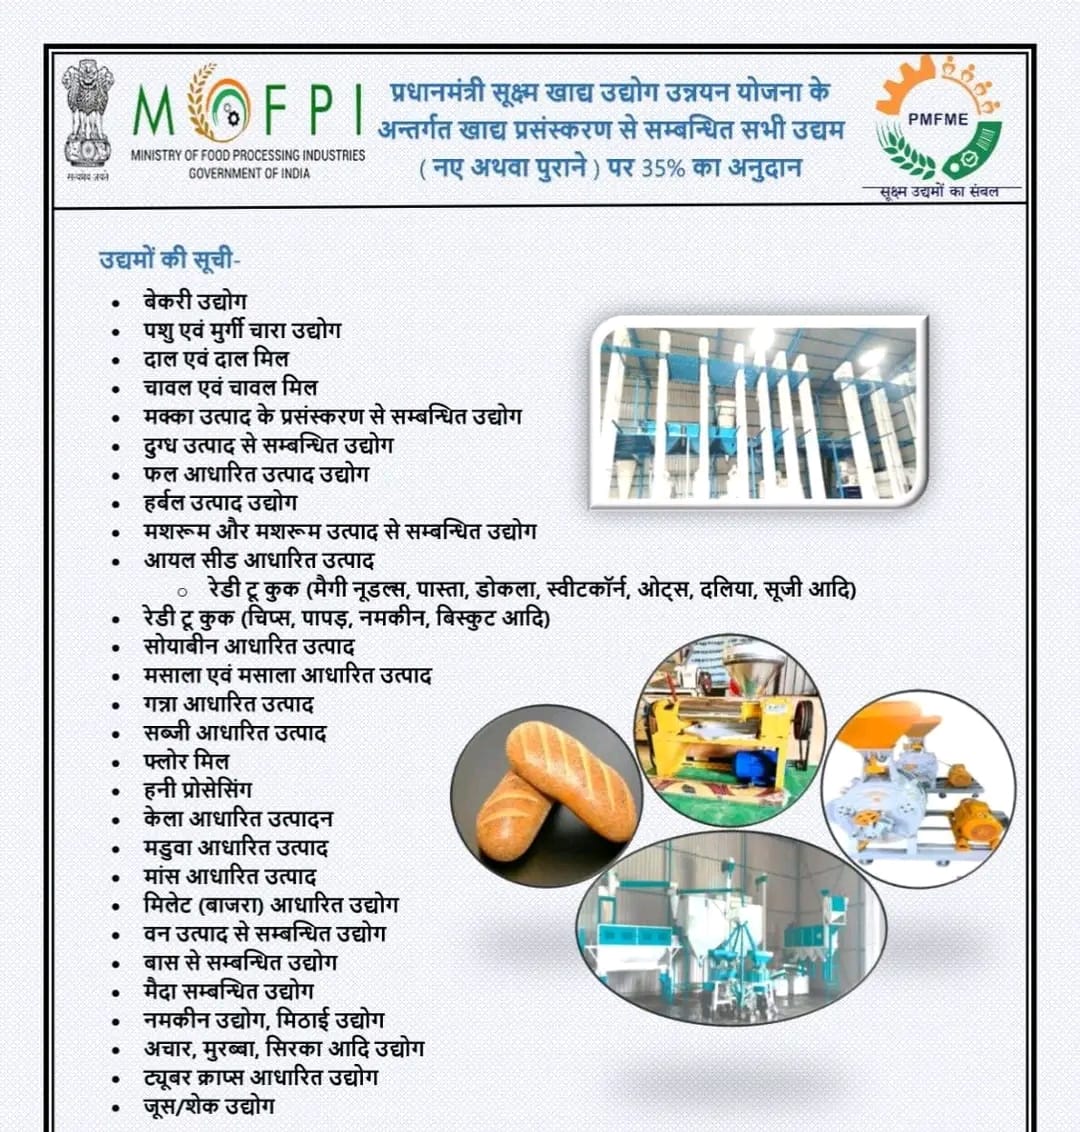 सत्यमेव जयते
MOFPI
MINISTRY OF FOOD PROCESSING INDUSTRIES
GOVERNMENT OF INDIA
प्रधानमंत्री सूक्ष्म खाद्य उद्योग उन्नयन योजना के
अन्तर्गत खाद्य प्रसंस्करण से सम्बन्धित सभी उद्यम
( नए अथवा पुराने ) पर 35% का अनुदान
PMFME
सूक्ष्म उद्यमों का संबल
उद्यमों की सूची-
• बेकरी उद्योग
• पशु एवं मुर्गी चारा उद्योग
• दाल एवं दाल मिल
• चावल एवं चावल मिल
• मक्का उत्पाद के प्रसंस्करण से सम्बन्धित उद्योग
• दुग्ध उत्पाद से सम्बन्धित उद्योग
• फल आधारित उत्पाद उद्योग
• हर्बल उत्पाद उद्योग
• मशरूम और मशरूम उत्पाद से सम्बन्धित उद्योग
• आयल सीड आधारित उत्पाद
○ रेडी टू कुक (मैगी नूडल्स, पास्ता, डोकला, स्वीटकॉर्न, ओट्स, दलिया, सूजी आदि)
• रेडी टू कुक (चिप्स, पापड़, नमकीन, बिस्कुट आदि)
• सोयाबीन आधारित उत्पाद
• मसाला एवं मसाला आधारित उत्पाद
• गन्ना आधारित उत्पाद
• सब्जी आधारित उत्पाद
• फ्लोर मिल
• हनी प्रोसेसिंग
• केला आधारित उत्पादन
• मडुवा आधारित उत्पाद
• मांस आधारित उत्पाद
• मिलेट (बाजरा) आधारित उद्योग
• वन उत्पाद से सम्बन्धित उद्योग
• बास से सम्बन्धित उद्योग
• मैदा सम्बन्धित उद्योग
• नमकीन उद्योग, मिठाई उद्योग
• अचार, मुरब्बा, सिरका आदि उद्योग
• ट्यूबर क्राप्स आधारित उद्योग
• जूस/शेक उद्योग